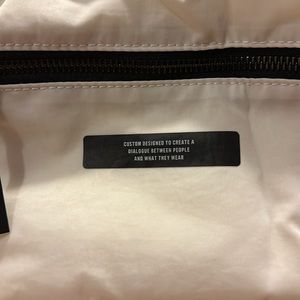 CUSTOM DESIGNED TO CREATE A
DIALOGUE BETWEEN PEOPLE
AND WHAT THEY WEAR